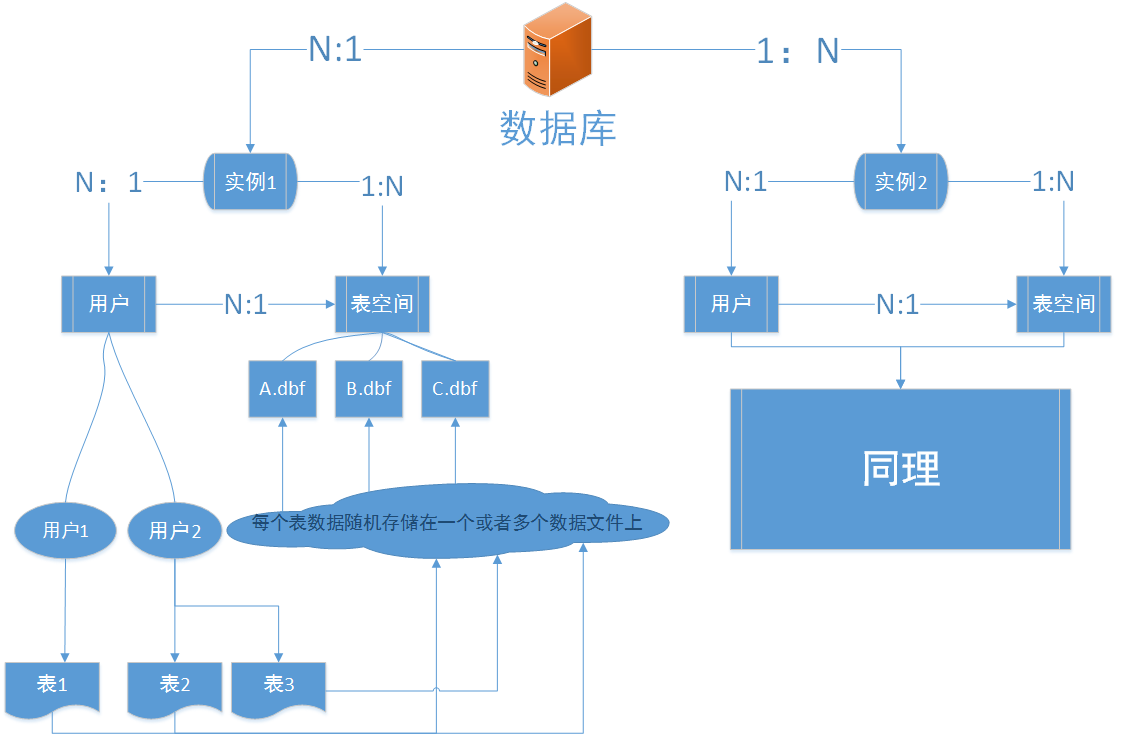 N:1
1：N
数据库
N：1
实例1
1:N
N:1
实例2
1:N
用户
N:1
表空间
用户
N:1
表空间
A.dbf
B.dbf
C.dbf
同理
用户1
用户2
每个表数据随机存储在一个或者多个数据文件上
表1
表2
表3